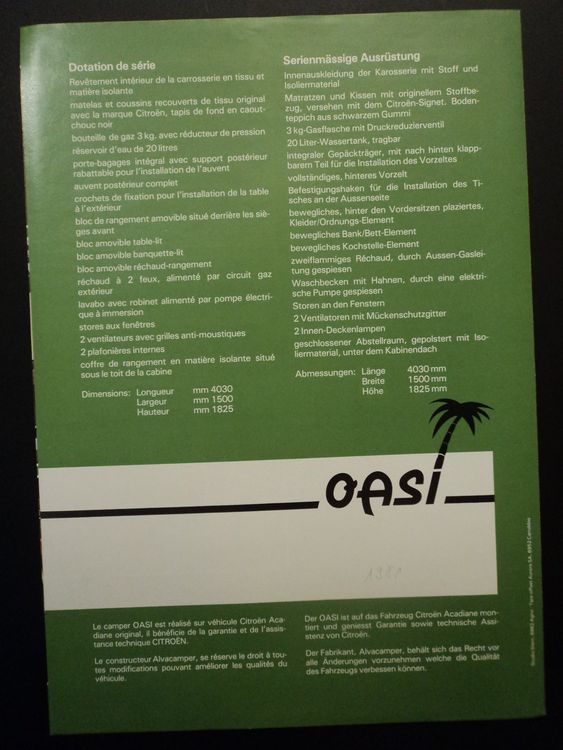 Dotation de série
Revêtement intérieur de la carrosserie en tissu et
matière isolante
matelas et coussins recouverts de tissu original
avec la marque Citroën, tapis de fond en caout-
chouc noir
bouteille de gaz 3 kg. avec réducteur de pression
réservoir d'eau de 20 litres
porte-bagages intégral avec support postérieur
rabattable pour l'installation de l'auvent
auvent postérieur complet
crochets de fixation pour l'installation de la table
à l'extérieur
bloc de rangement amovible situé derrière les siè-
ges avant
bloc amovible table-lit
bloc amovible banquette-lit
bloc amovible réchaud-rangement
réchaud à 2 feux, alimenté par circuit gaz
extérieur
lavabo avec robinet alimenté par pompe électri-
que à immersion
stores aux fenêtres
2 ventilateurs avec grilles anti-moustiques
2 plafonières internes
coffre de rangement en matière isolante situé
sous le toit de la cabine
Dimensions: Longueur mm 4030
Largeur mm 1500
Hauteur mm 1825
Serienmässige Ausrüstung
Innenauskleidung der Karosserie mit Stoff und
Isoliermaterial
Matratzen und Kissen mit originellem Stoffbe-
zug, versehen mit dem Citroën-Signet. Boden-
teppich aus schwarzem Gummi
3 kg-Gasflasche mit Druckreduzierventil
20 Liter-Wassertank, tragbar
integraler Gepäckträger, mit nach hinten klapp-
barem Teil für die Installation des Vorzeltes
vollständiges, hinteres Vorzelt
Befestigungshaken für die Installation des Ti-
sches an der Aussenseite
bewegliches, hinter den Vordersitzen plaziertes,
Kleider/Ordnungs-Element
bewegliches Bank/Bett-Element
bewegliches Kochstelle-Element
zweiflammiges Réchaud, durch Aussen-Gaslei-
tung gespiesen
Waschbecken mit Hahnen, durch eine elektri-
sche Pumpe gespiesen
Storen an den Fenstern
2 Ventilatoren mit Mückenschutzgitter
2 Innen-Deckenlampen
geschlossener Abstellraum, gepolstert mit Iso-
liermaterial, unter dem Kabinendach
Abmessungen: Länge 4030 mm
Breite 1500 mm
Höhe 1825 mm
OASI
1981
Le camper OASI est réalisé sur véhicule Citroën Aca-
diane original, il bénéficie de la garantie et de l'assis-
tance technique CITROËN.
Le constructeur Alvacamper, se réserve le droit à tou-
tes modifications pouvant améliorer les qualités du
véhicule.
Der OASI ist auf das Fahrzeug Citroën Acadiane mon-
tiert und geniesst Garantie sowie technische Assi-
stenz von Citroën.
Der Fabrikant, Alvacamper, behält sich das Recht vor
alle Änderungen vorzunehmen welche die Qualität
des Fahrzeugs verbessen können.